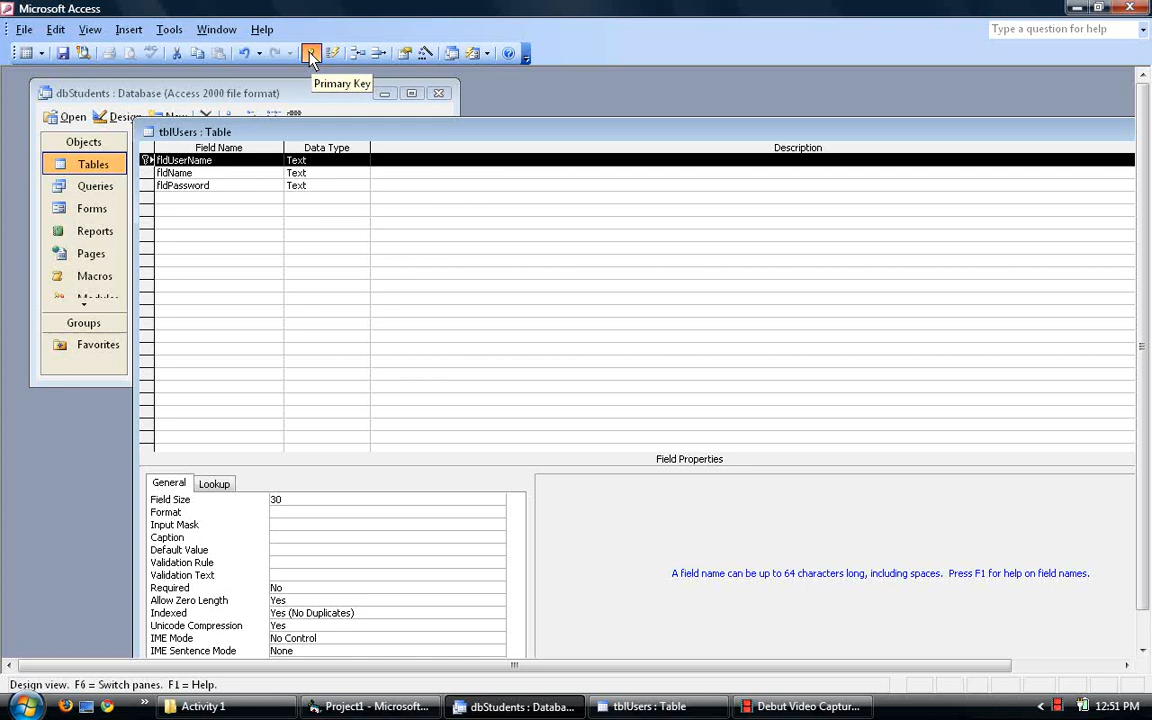 Microsoft Access
File Edit View Insert Tools Window Help
Type a question for help
Primary Key
dbStudents : Database (Access 2000 file format)
Open Design New
tblUsers : Table
Objects
Tables
Queries
Forms
Reports
Pages
Macros
Modules
Groups
Favorites
Field Name Data Type Description
fldUserName Text
fldName Text
fldPassword Text
Field Properties
General Lookup
Field Size 30
Format
Input Mask
Caption
Default Value
Validation Rule
Validation Text
Required No
Allow Zero Length Yes
Indexed Yes (No Duplicates)
Unicode Compression Yes
IME Mode No Control
IME Sentence Mode None
A field name can be up to 64 characters long, including spaces. Press F1 for help on field names.
Design view. F6 = Switch panes. F1 = Help.
Activity 1
Project1 - Microsoft...
dbStudents : Databa...
tblUsers : Table
Debut Video Captur...
12:51 PM